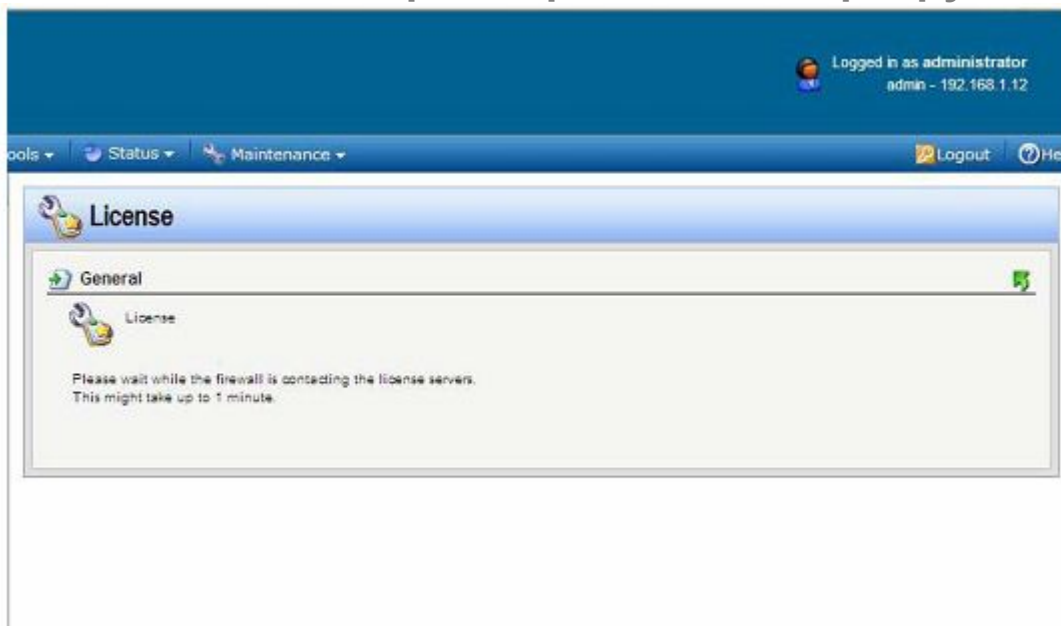 Logged in as administrator
admin - 192.168.1.12
ools Status Maintenance Logout He
License
General
License
Please wait while the firewall is contacting the license servers.
This might take up to 1 minute.